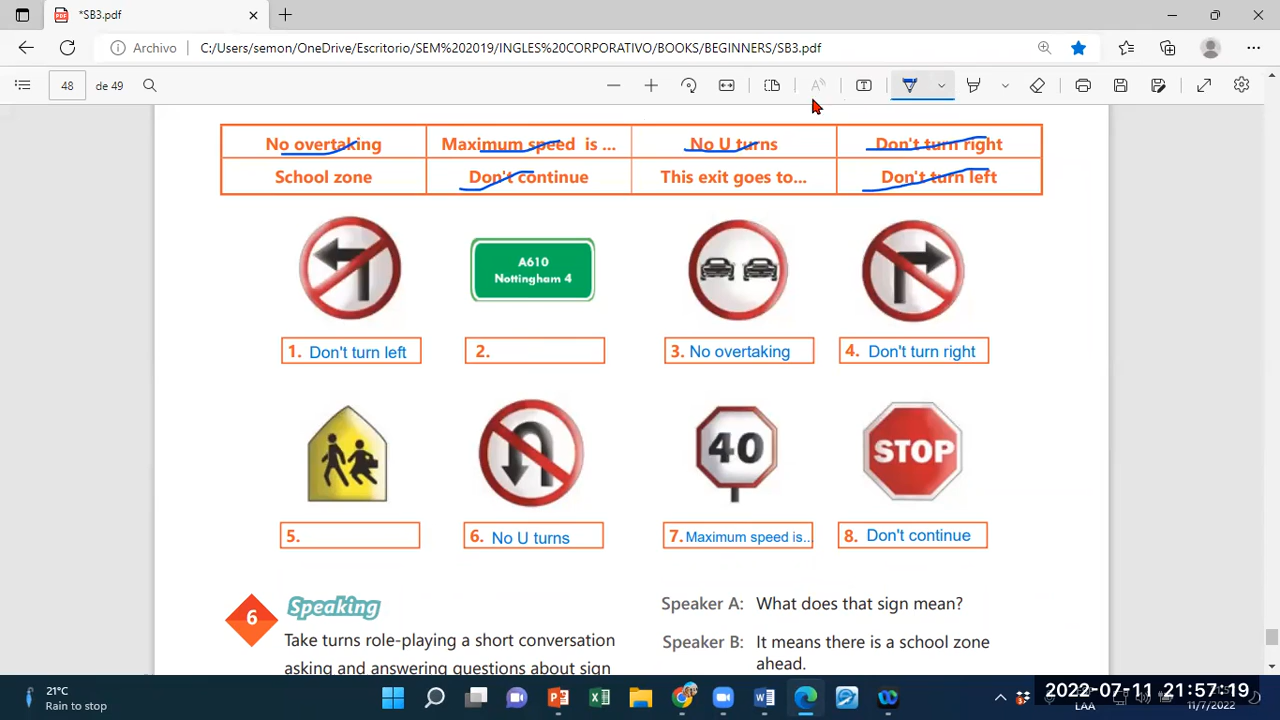 *SB3.pdf
Archivo C:/Users/semon/OneDrive/Escritorio/SEM%202019/INGLES%20CORPORATIVO/BOOKS/BEGINNERS/SB3.pdf
48 de 49
No overtaking Maximum speed is ... No U turns Don't turn right
School zone Don't continue This exit goes to... Don't turn left
A610
Nottingham 4
1. Don't turn left 2. 3. No overtaking 4. Don't turn right
40 STOP
5. 6. No U turns 7. Maximum speed is... 8. Don't continue
6 Speaking
Take turns role-playing a short conversation
asking and answering questions about sign
Speaker A: What does that sign mean?
Speaker B: It means there is a school zone
ahead.
21°C
Rain to stop
2022-07-11 21:57:19
LAA 11/7/2022